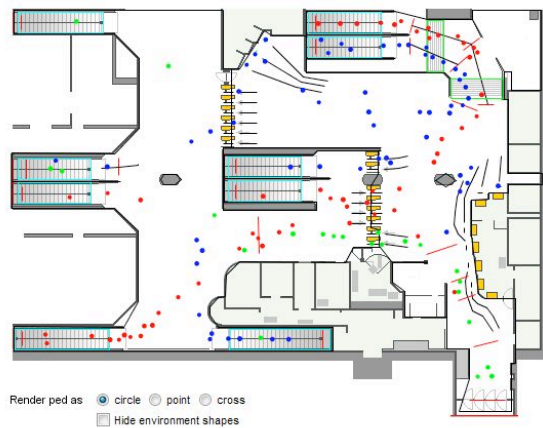 Render ped as circle point cross
Hide environment shapes